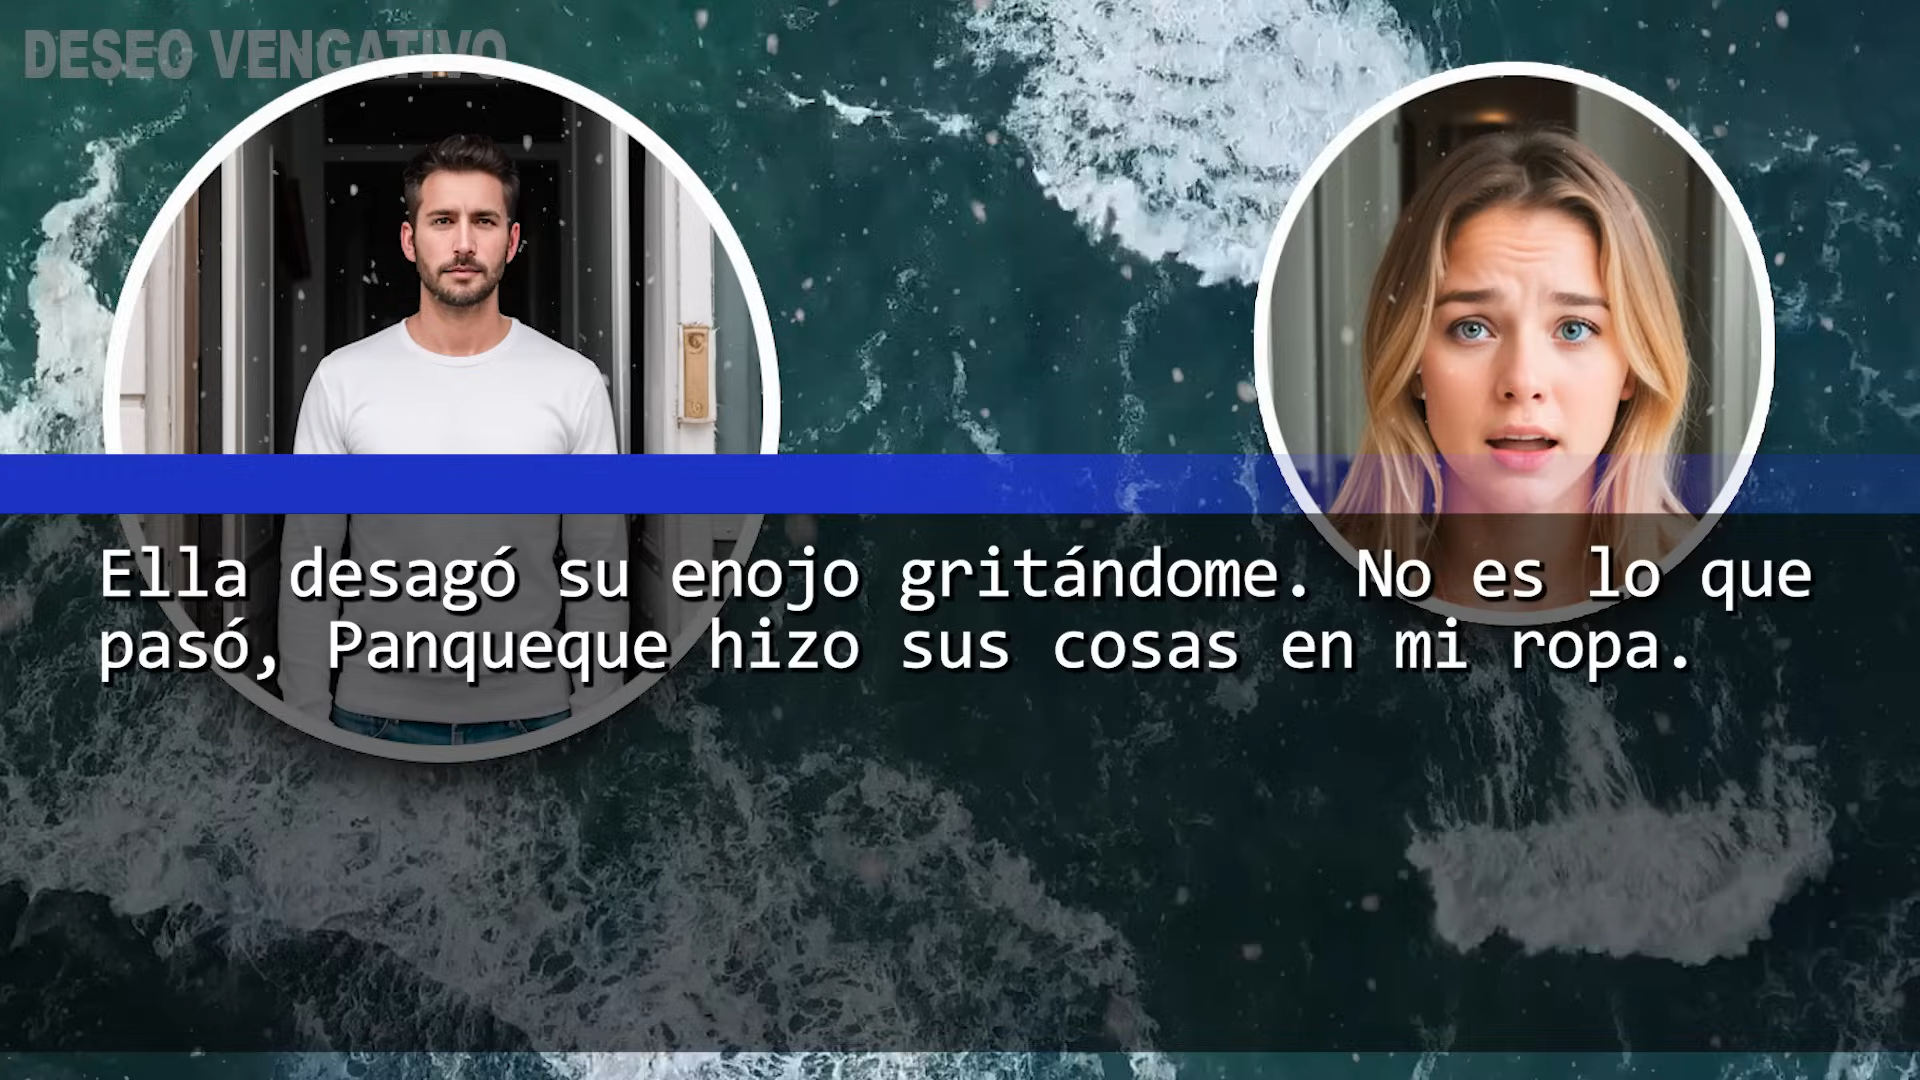 DESEO VENGATIVO
Ella desagó su enojo gritándome. No es lo que
pasó, Panqueque hizo sus cosas en mi ropa.